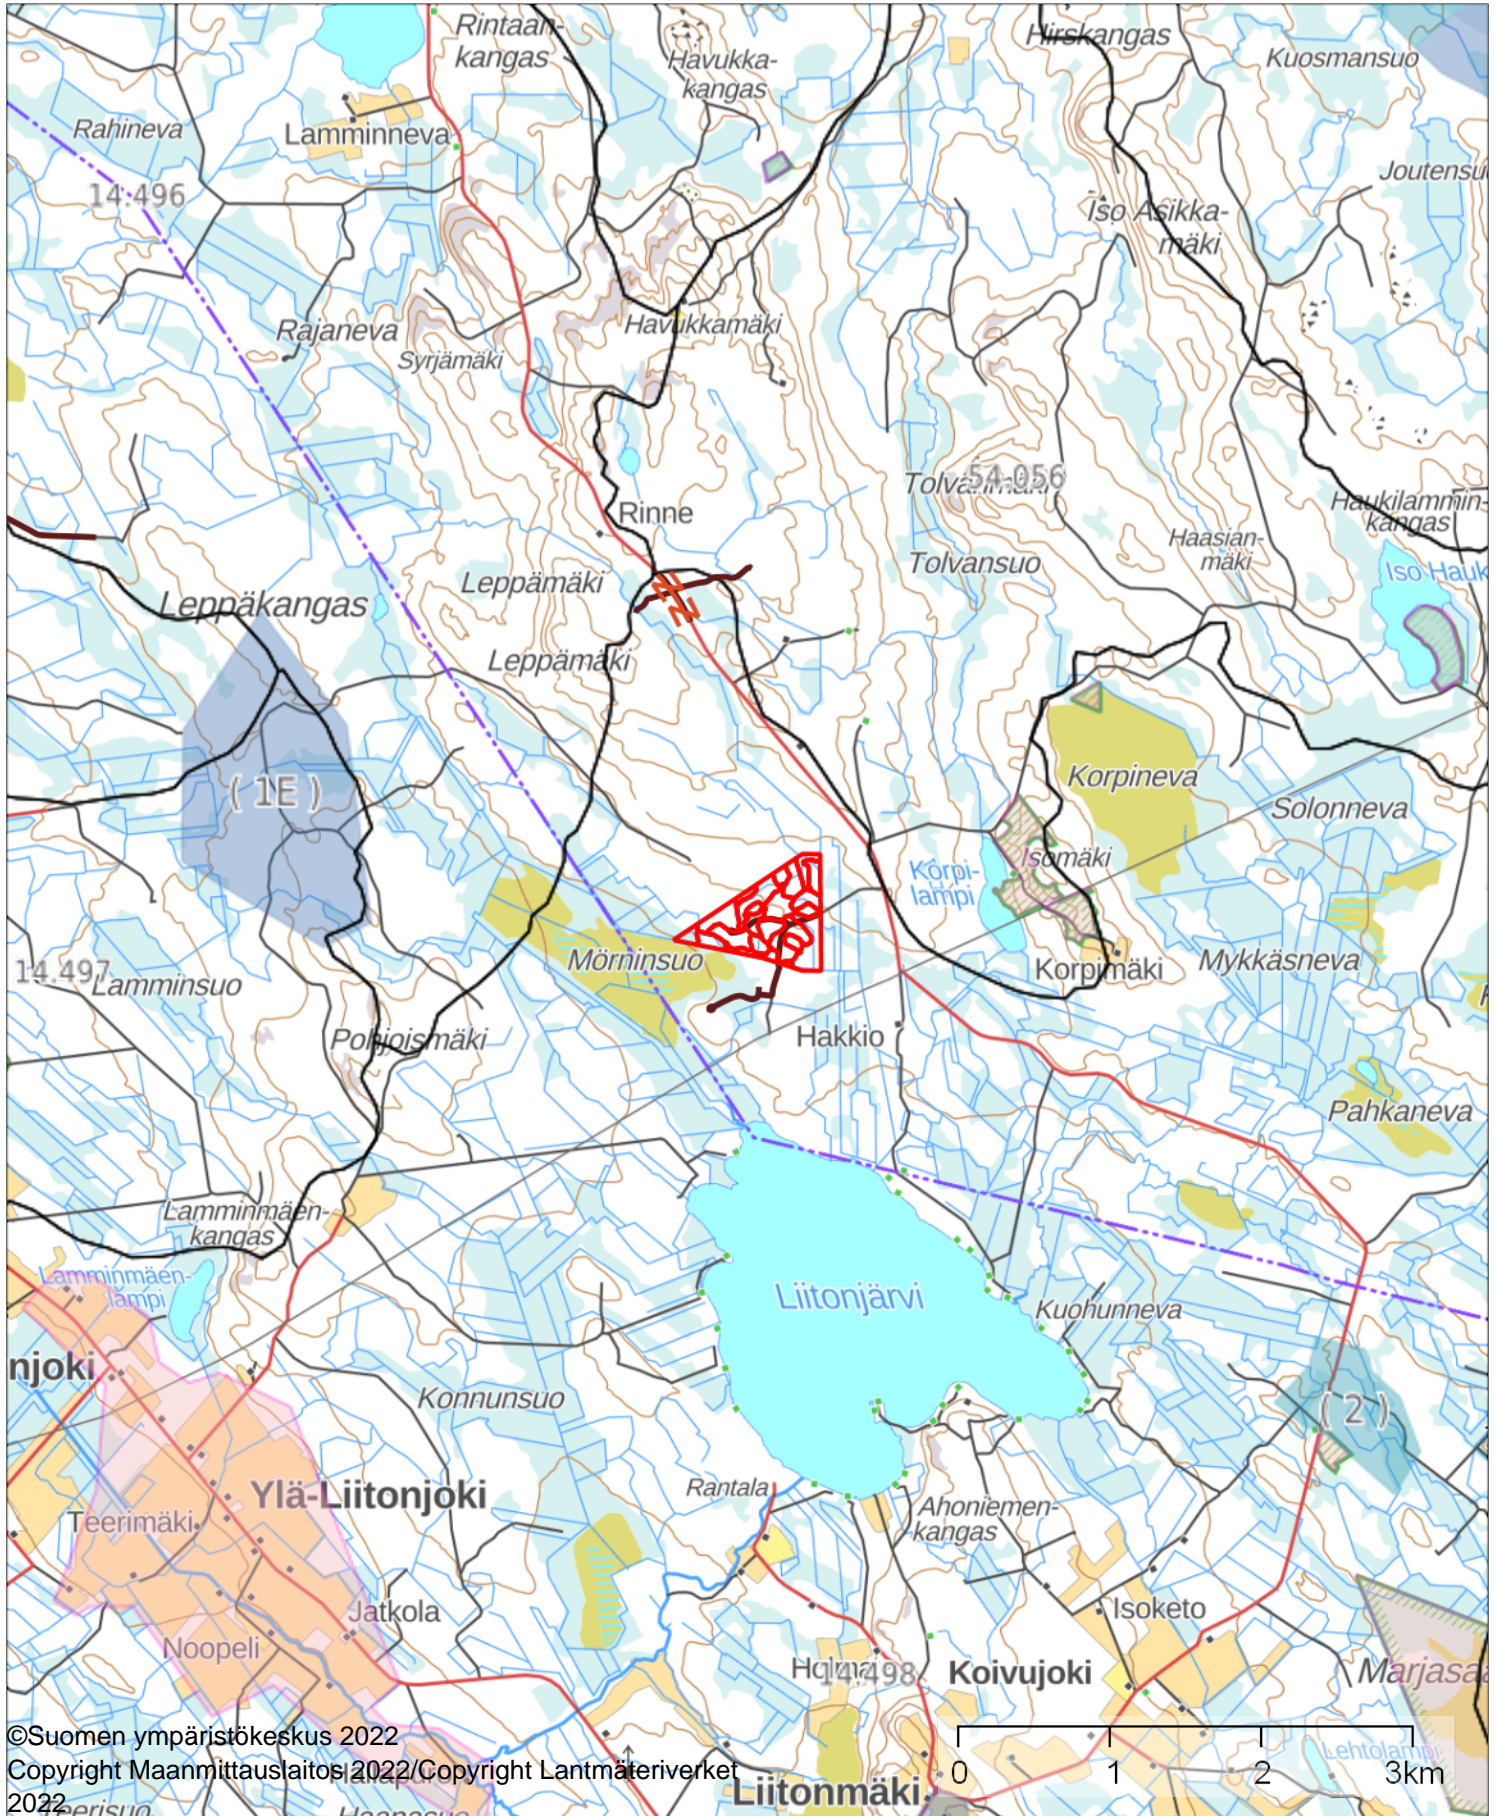 Rintaan-
kangas
Havukka-
kangas
Hirskangas
Kuosmansuo
Rahineva
Lamminneva
14.496
Joutensu
Iso Asikka-
mäki
Rajaneva
Syrjämäki
Havukkamäki
54.056
Haukilammin-
kangas
Rinne
Haasian-
mäki
Tolvansuo
Iso Hauk
Leppämäki
Leppäkangas
Leppämäki
( 1E )
Korpineva
Solonneva
Korpi-
lampi
Isomäki
Mörninsuo
Korpimäki
Mykkäsneva
14.497
Lamminsuo
Hakkio
Pohjoismäki
Pahkaneva
Lamminmäen-
kangas
Lamminmäen-
lampi
Liitonjärvi
Kuohunneva
njoki
Konnunsuo
( 2 )
Rantala
Ylä-Liitonjoki
Ahoniemen-
kangas
Teerimäki
Jatkola
Isoketo
Noopeli
14.498
Koivujoki
Marjasaa
©Suomen ympäristökeskus 2022
Copyright Maanmittauslaitos 2022/Copyright Lantmäteriverket
2022
Lehtolampi
0 1 2 3km
Liitonmäki